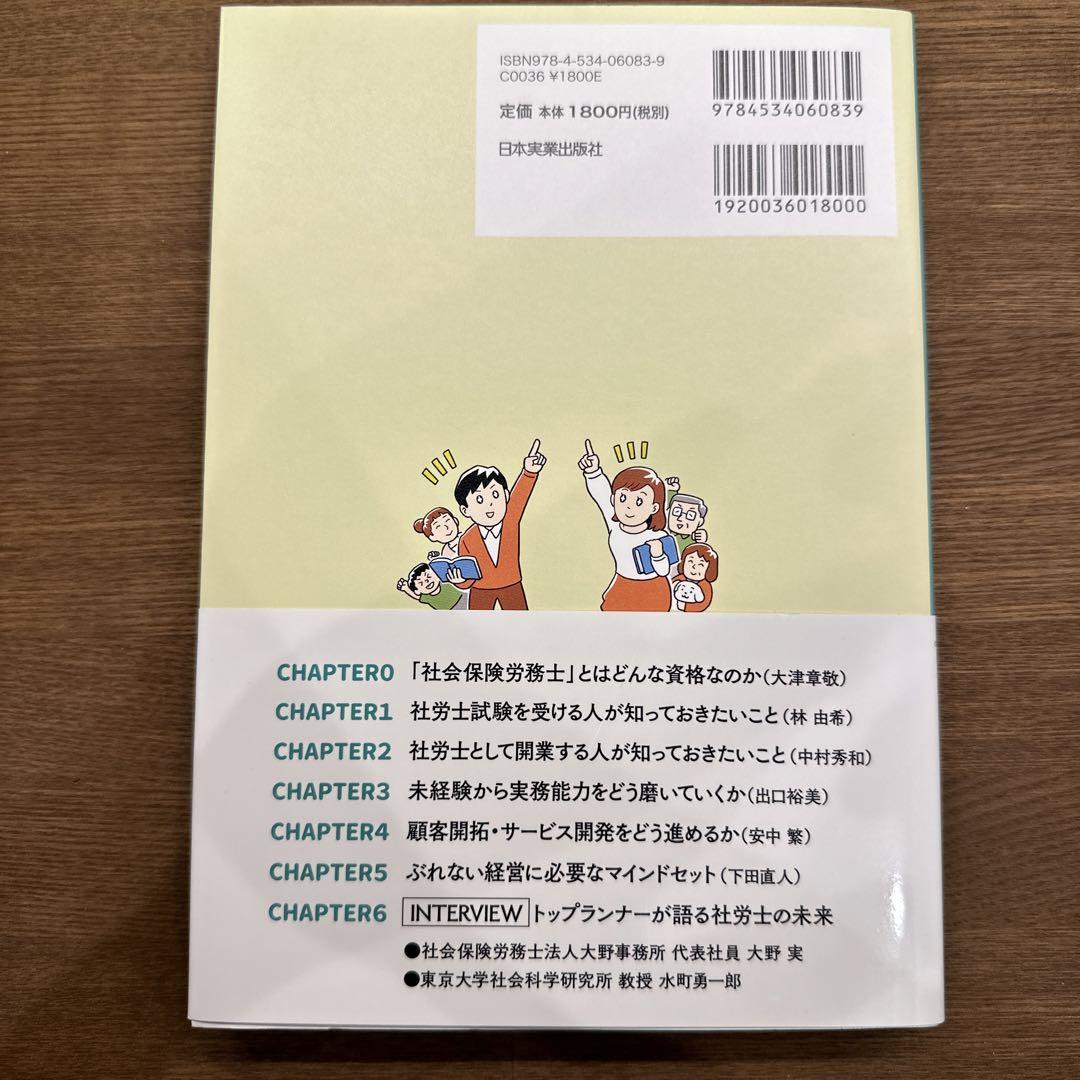 ISBN978-4-534-06083-9
C0036 ¥1800E
定価 本体1800円(税別)
日本実業出版社
9784534060839
1920036018000
CHAPTER0 「社会保険労務士」とはどんな資格なのか(大津章敬)
CHAPTER1 社労士試験を受ける人が知っておきたいこと(林 由希)
CHAPTER2 社労士として開業する人が知っておきたいこと(中村秀和)
CHAPTER3 未経験から実務能力をどう磨いていくか(出口裕美)
CHAPTER4 顧客開拓・サービス開発をどう進めるか(安中 繁)
CHAPTER5 ぶれない経営に必要なマインドセット(下田直人)
CHAPTER6 INTERVIEW トップランナーが語る社労士の未来
●社会保険労務士法人大野事務所 代表社員 大野 実
●東京大学社会科学研究所 教授 水町勇一郎